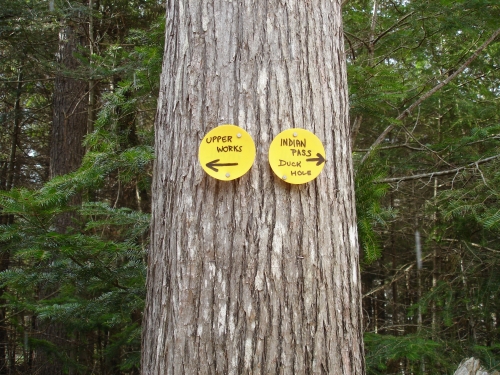 UPPER
WORKS
INDIAN
PASS
DUCK
HOLE